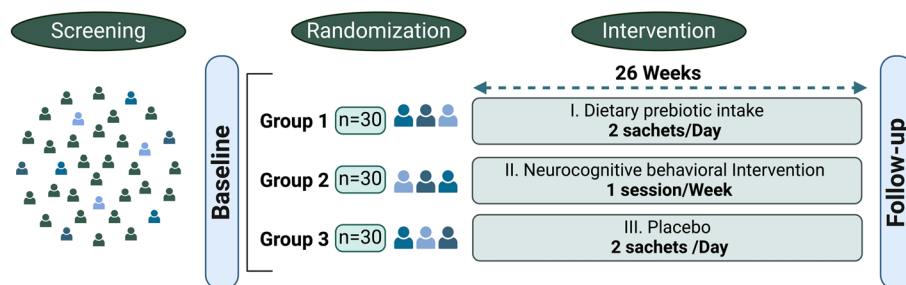 Screening
Randomization
Intervention
Baseline
26 Weeks
Group 1 n=30
I. Dietary prebiotic intake
2 sachets/Day
Group 2 n=30
II. Neurocognitive behavioral Intervention
1 session/Week
Group 3 n=30
III. Placebo
2 sachets /Day
Follow-up